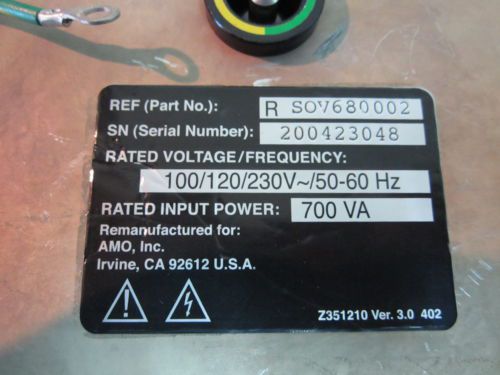 REF (Part No.): R SOV680002
SN (Serial Number): 200423048
RATED VOLTAGE/FREQUENCY:
100/120/230V~/50-60 Hz
RATED INPUT POWER: 700 VA
Remanufactured for:
AMO, Inc.
Irvine, CA 92612 U.S.A.
Z351210 Ver. 3.0 402